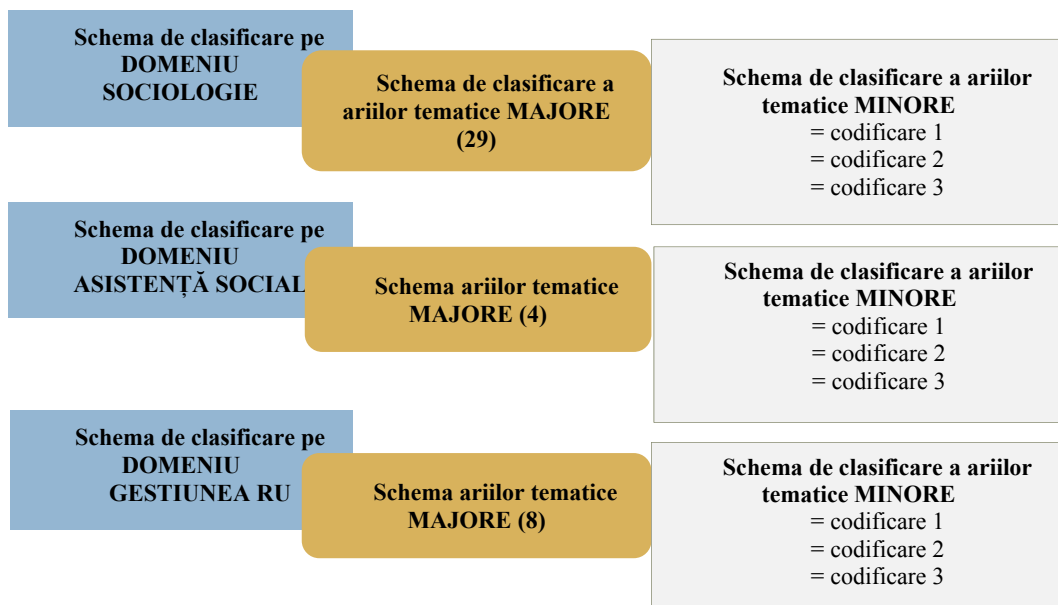 Schema de clasificare pe
DOMENIU
SOCIOLOGIE
Schema de clasificare a
ariilor tematice MAJORE
(29)
Schema de clasificare a ariilor
tematice MINORE
= codificare 1
= codificare 2
= codificare 3
Schema de clasificare pe
DOMENIU
ASISTENȚĂ SOCIAL
Schema ariilor tematice
MAJORE (4)
Schema de clasificare a ariilor
tematice MINORE
= codificare 1
= codificare 2
= codificare 3
Schema de clasificare pe
DOMENIU
GESTIUNEA RU
Schema ariilor tematice
MAJORE (8)
Schema de clasificare a ariilor
tematice MINORE
= codificare 1
= codificare 2
= codificare 3